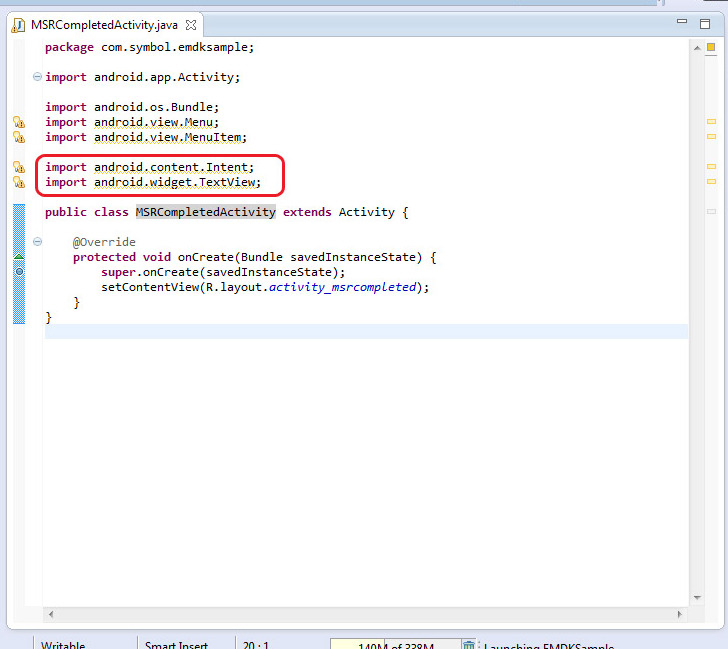 MSRCompletedActivity.java
package com.symbol.emdksample;
import android.app.Activity;
import android.os.Bundle;
import android.view.Menu;
import android.view.MenuItem;
import android.content.Intent;
import android.widget.TextView;
public class MSRCompletedActivity extends Activity {
@Override
protected void onCreate(Bundle savedInstanceState) {
super.onCreate(savedInstanceState);
setContentView(R.layout.activity_msrcompleted);
}
}
Writable
Smart Insert
20 : 1
140M of 338M
Launching EMDKSample